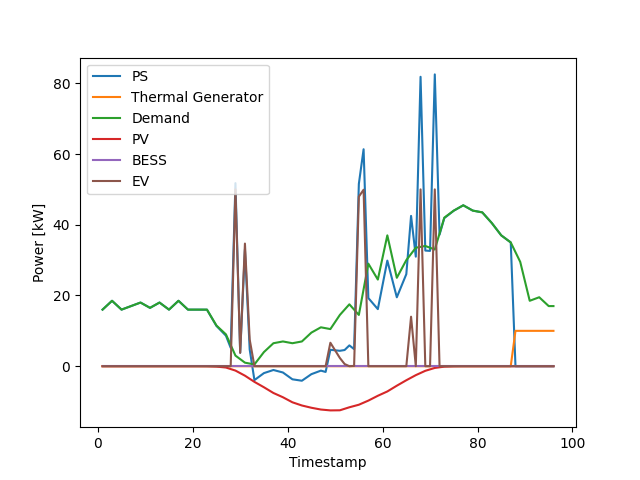 PS
Thermal Generator
Demand
PV
BESS
EV
Power [kW]
80
60
40
20
0
0 20 40 60 80 100
Timestamp